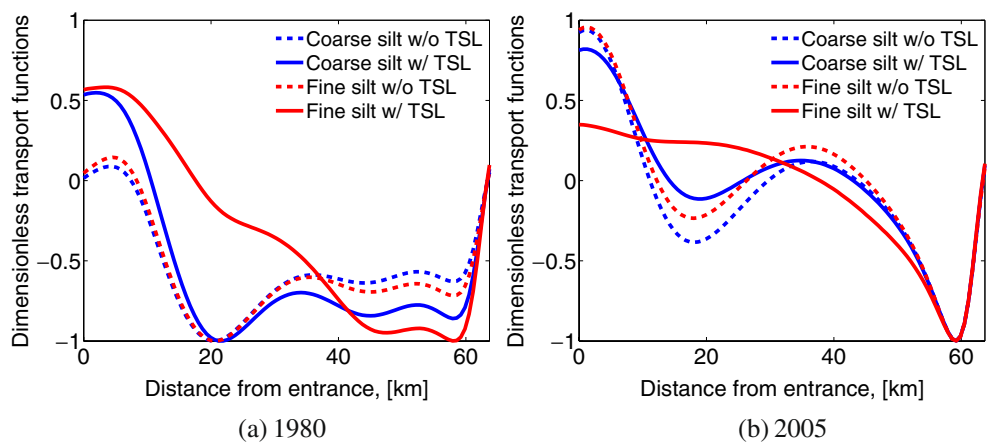 Dimensionless transport functions
1
0.5
0
−0.5
−1
0
20
40
60
Distance from entrance, [km]
Coarse silt w/o TSL
Coarse silt w/ TSL
Fine silt w/o TSL
Fine silt w/ TSL
(a) 1980
Dimensionless transport functions
1
0.5
0
−0.5
−1
0
20
40
60
Distance from entrance, [km]
Coarse silt w/o TSL
Coarse silt w/ TSL
Fine silt w/o TSL
Fine silt w/ TSL
(b) 2005